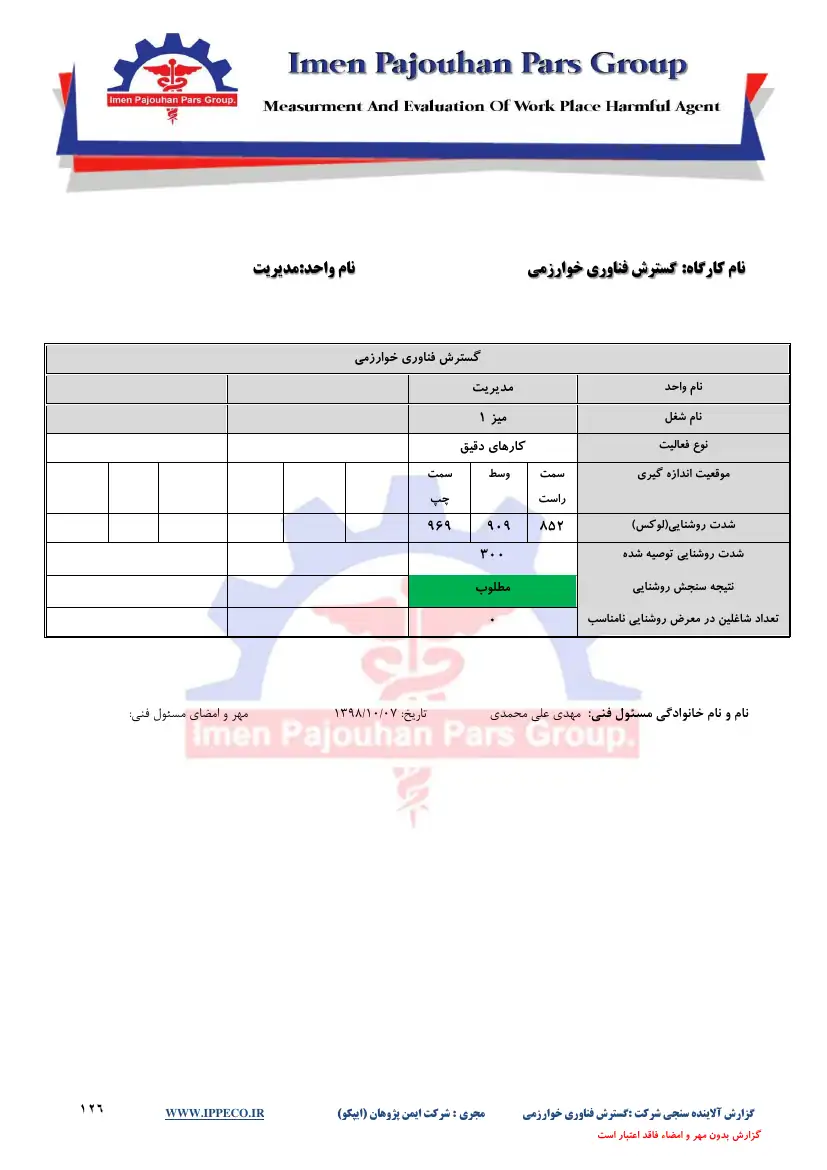 Imen Pajouhan Pars Group
Imen Pajouhan Pars Group.
Measurment And Evaluation Of Work Place Harmful Agent
نام کارگاه: گسترش فناوری خوارزمی نام واحد:مدیریت
گسترش فناوری خوارزمی
نام واحد مدیریت
نام شغل میز ۱
نوع فعالیت کارهای دقیق
موقعیت اندازه گیری سمت راست وسط سمت چپ
شدت روشنایی(لوکس) ۸۵۲ ۹۰۹ ۹۶۹
شدت روشنایی توصیه شده ۳۰۰
نتیجه سنجش روشنایی مطلوب
تعداد شاغلین در معرض روشنایی نامناسب ۰
نام و نام خانوادگی مسئول فنی: مهدی علی محمدی تاریخ: ۱۳۹۸/۱۰/۰۷ مهر و امضای مسئول فنی:
Imen Pajouhan Pars Group.
گزارش آلاینده سنجی شرکت :گسترش فناوری خوارزمی مجری : شرکت ایمن پژوهان (ایپکو) WWW.IPPECO.IR ۱۲۶
گزارش بدون مهر و امضاء فاقد اعتبار است